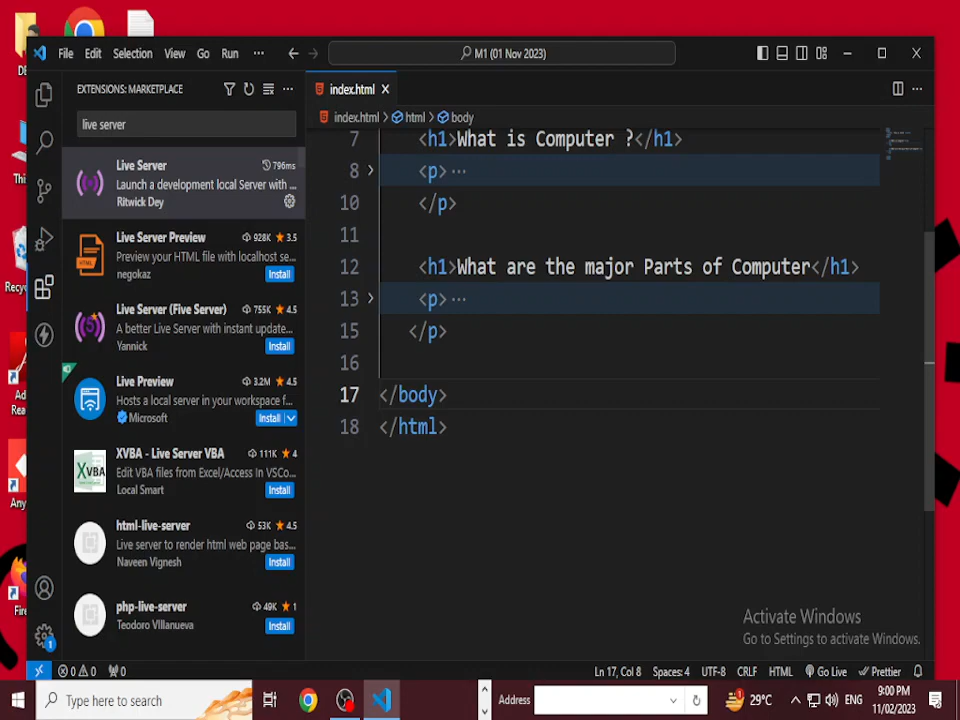 File Edit Selection View Go Run ··· M1 (01 Nov 2023)
EXTENSIONS: MARKETPLACE
live server
Live Server 796ms
Launch a development local Server with ...
Ritwick Dey
Live Server Preview 928K ★ 3.5
Preview your HTML file with localhost se...
negokaz Install
Live Server (Five Server) 755K ★ 4.5
A better Live Server with instant update...
Yannick Install
Live Preview 3.2M ★ 4.5
Hosts a local server in your workspace f...
Microsoft Install
XVBA - Live Server VBA 111K ★ 4
XVBA
Edit VBA files from Excel/Access In VSCo...
Local Smart Install
html-live-server 53K ★ 4.5
Live server to render html web page bas...
Naveen Vignesh Install
php-live-server 49K ★ 1
Teodoro VIllanueva Install
index.html
index.html > html > body
7 <h1>What is Computer ?</h1>
8 <p>···
10 </p>
11
12 <h1>What are the major Parts of Computer</h1>
13 <p>···
15 </p>
16
17 </body>
18 </html>
Activate Windows
Go to Settings to activate Windows.
0 0 0 Ln 17, Col 8 Spaces: 4 UTF-8 CRLF HTML Go Live Prettier
1
Type here to search Address 29°C ENG 9:00 PM
11/02/2023